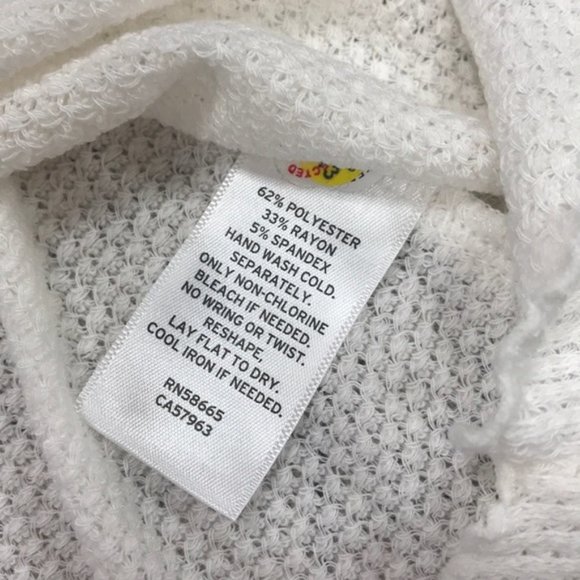 62% POLYESTER
33% RAYON
5% SPANDEX
HAND WASH COLD.
SEPARATELY.
ONLY NON-CHLORINE
BLEACH IF NEEDED.
NO WRING OR TWIST.
RESHAPE,
LAY FLAT TO DRY.
COOL IRON IF NEEDED.
RN58665
CA57963